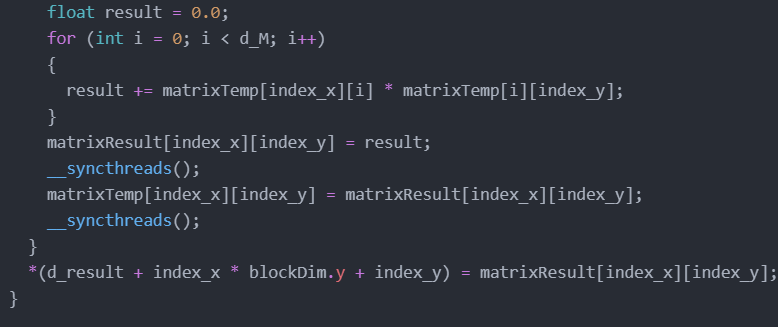 float result = 0.0;
for (int i = 0; i < d_M; i++)
{
result += matrixTemp[index_x][i] * matrixTemp[i][index_y];
}
matrixResult[index_x][index_y] = result;
__syncthreads();
matrixTemp[index_x][index_y] = matrixResult[index_x][index_y];
__syncthreads();
}
*(d_result + index_x * blockDim.y + index_y) = matrixResult[index_x][index_y];
}